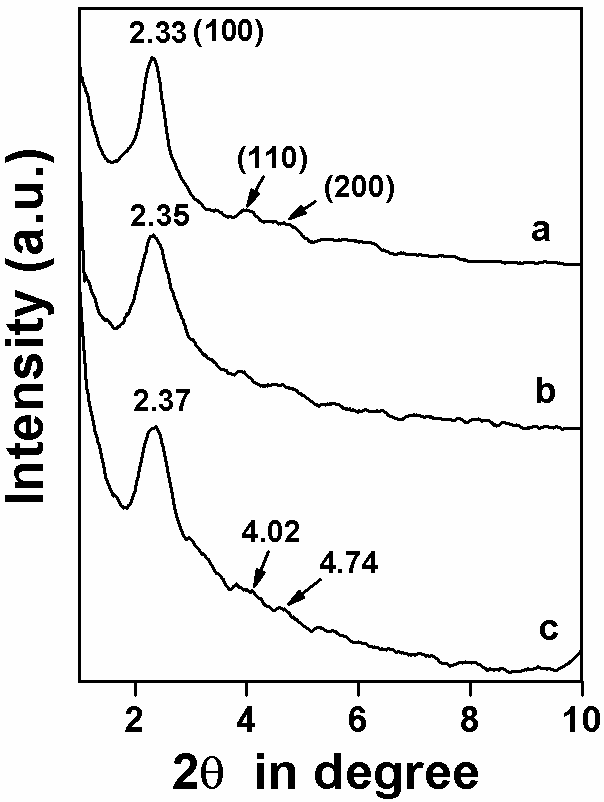 2.33 (100)
(110)
(200)
2.35
a
b
2.37
4.02
4.74
c
Intensity (a.u.)
2 4 6 8 10
2θ in degree